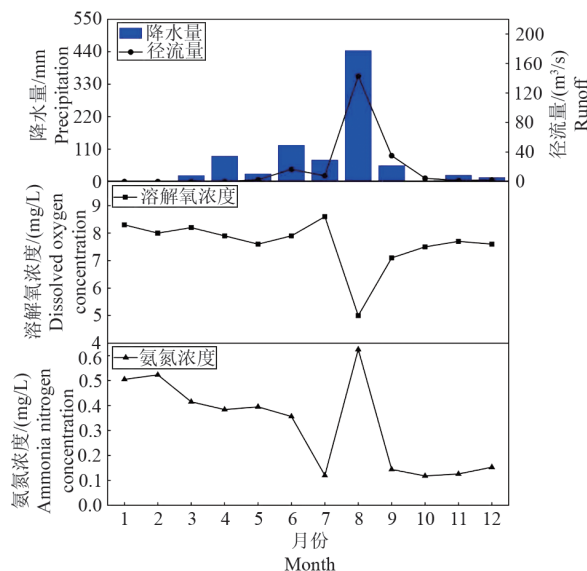 降水量/mm
Precipitation
550
440
330
220
110
0
降水量
径流量
200
160
120
80
40
0
径流量/(m³/s)
Runoff
溶解氧浓度/(mg/L)
Dissolved oxygen
concentration
9
8
7
6
5
4
溶解氧浓度
氨氮浓度/(mg/L)
Ammonia nitrogen
concentration
0.6
0.5
0.4
0.3
0.2
0.1
0.0
氨氮浓度
1 2 3 4 5 6 7 8 9 10 11 12
月份
Month